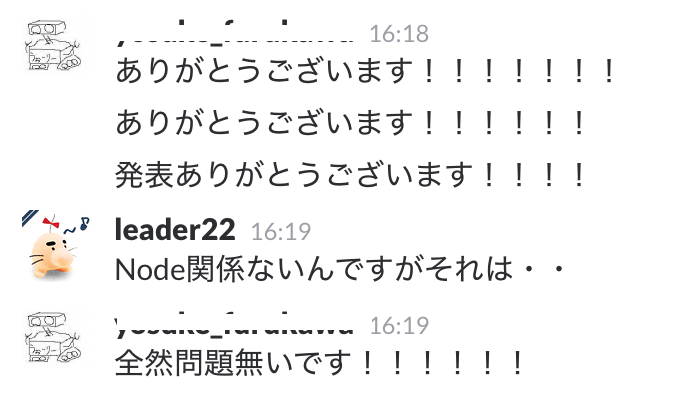 16:18
ありがとうございます！！！！！！！
ありがとうございます！！！！！！
発表ありがとうございます！！！！
leader22 16:19
Node関係ないんですがそれは・・
16:19
全然問題無いです！！！！！！